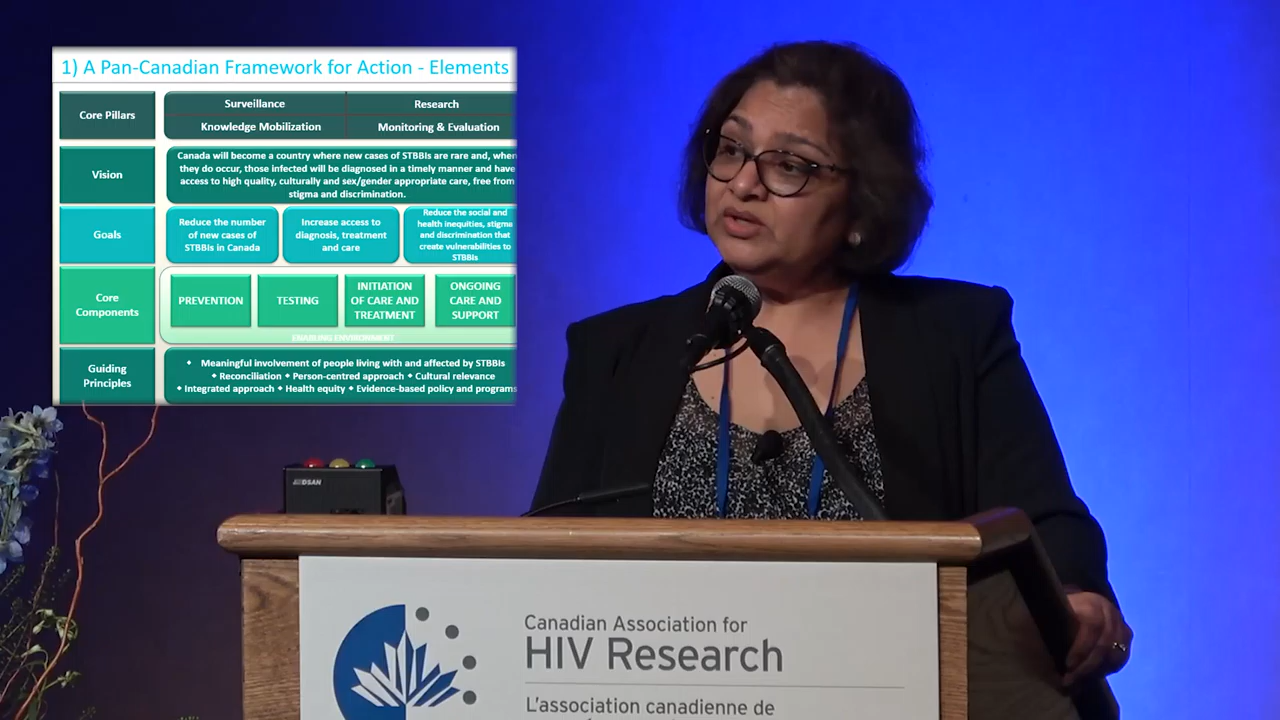 1) A Pan-Canadian Framework for Action - Elements
Core Pillars
Surveillance
Research
Knowledge Mobilization
Monitoring & Evaluation
Vision
Canada will become a country where new cases of STBBIs are rare and, when
they do occur, those infected will be diagnosed in a timely manner and have
access to high quality, culturally and sex/gender appropriate care, free from
stigma and discrimination.
Goals
Reduce the number
of new cases of
STBBIs in Canada
Increase access to
diagnosis, treatment
and care
Reduce the social and
health inequities, stigma
and discrimination that
create vulnerabilities to
STBBIs
Core
Components
PREVENTION
TESTING
INITIATION
OF CARE AND
TREATMENT
ONGOING
CARE AND
SUPPORT
ENABLING ENVIRONMENT
Guiding
Principles
• Meaningful involvement of people living with and affected by STBBIs
• Reconciliation • Person-centred approach • Cultural relevance
• Integrated approach • Health equity • Evidence-based policy and programs
DSAN
Canadian Association for
HIV Research
L'association canadienne de